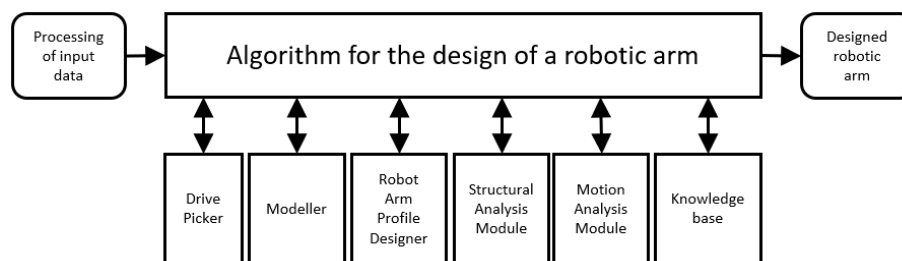 Processing
of input
data
Algorithm for the design of a robotic arm
Designed
robotic
arm
Drive
Picker
Modeller
Robot
Arm
Profile
Designer
Structural
Analysis
Module
Motion
Analysis
Module
Knowledge
base